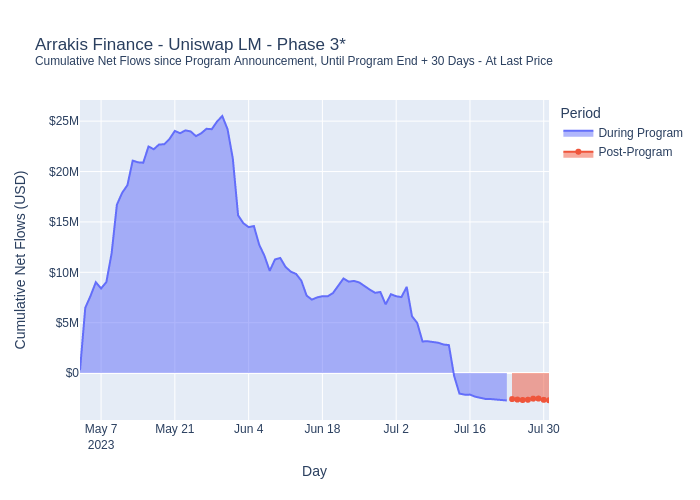 Arrakis Finance - Uniswap LM - Phase 3*
Cumulative Net Flows since Program Announcement, Until Program End + 30 Days - At Last Price
Period
During Program
Post-Program
Cumulative Net Flows (USD)
$25M
$20M
$15M
$10M
$5M
$0
May 7
2023
May 21
Jun 4
Jun 18
Jul 2
Jul 16
Jul 30
Day